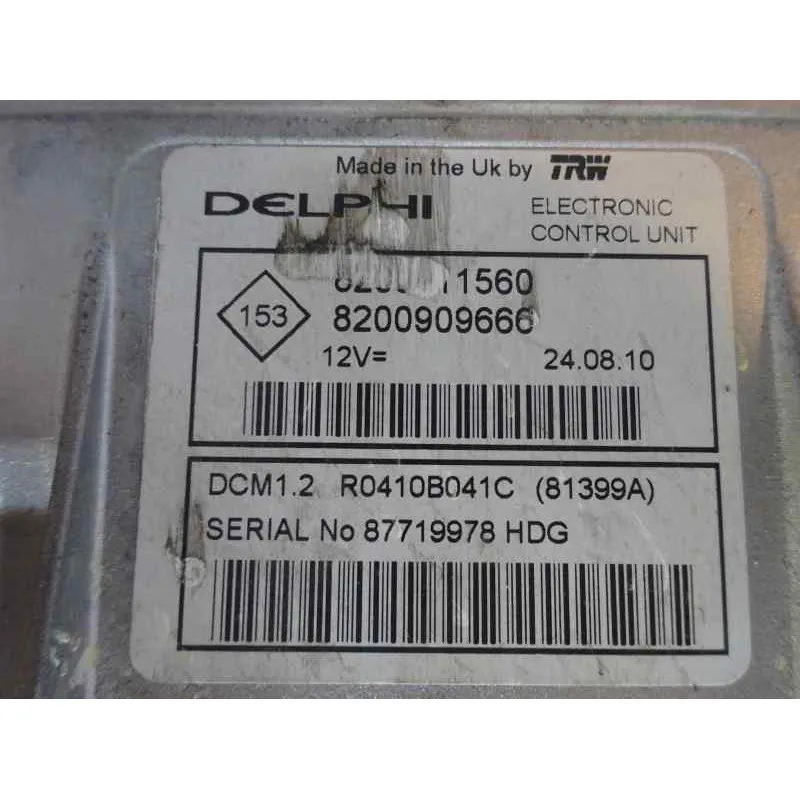 Made in the Uk by TRW
DELPHI
ELECTRONIC
CONTROL UNIT
153
8200909666
12V=
24.08.10
DCM1.2 R0410B041C (81399A)
SERIAL No 87719978 HDG